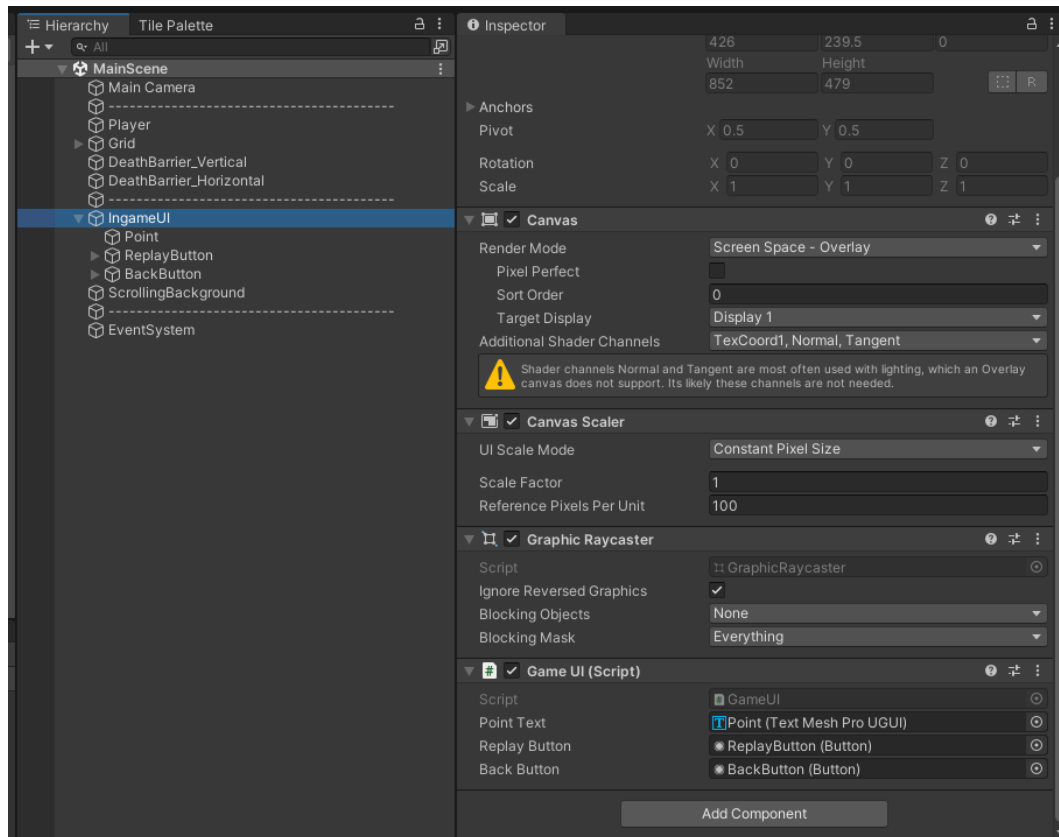 Hierarchy
Tile Palette
All
MainScene
Main Camera
----------------------------------------
Player
Grid
DeathBarrier_Vertical
DeathBarrier_Horizontal
----------------------------------------
IngameUI
Point
ReplayButton
BackButton
ScrollingBackground
----------------------------------------
EventSystem
Inspector
426 239.5 0
Width Height
852 479
R
Anchors
Pivot X 0.5 Y 0.5
Rotation X 0 Y 0 Z 0
Scale X 1 Y 1 Z 1
Canvas
Render Mode Screen Space - Overlay
Pixel Perfect
Sort Order 0
Target Display Display 1
Additional Shader Channels TexCoord1, Normal, Tangent
Shader channels Normal and Tangent are most often used with lighting, which an Overlay
canvas does not support. Its likely these channels are not needed.
Canvas Scaler
UI Scale Mode Constant Pixel Size
Scale Factor 1
Reference Pixels Per Unit 100
Graphic Raycaster
Script GraphicRaycaster
Ignore Reversed Graphics
Blocking Objects None
Blocking Mask Everything
# Game UI (Script)
Script GameUI
Point Text Point (Text Mesh Pro UGUI)
Replay Button ReplayButton (Button)
Back Button BackButton (Button)
Add Component